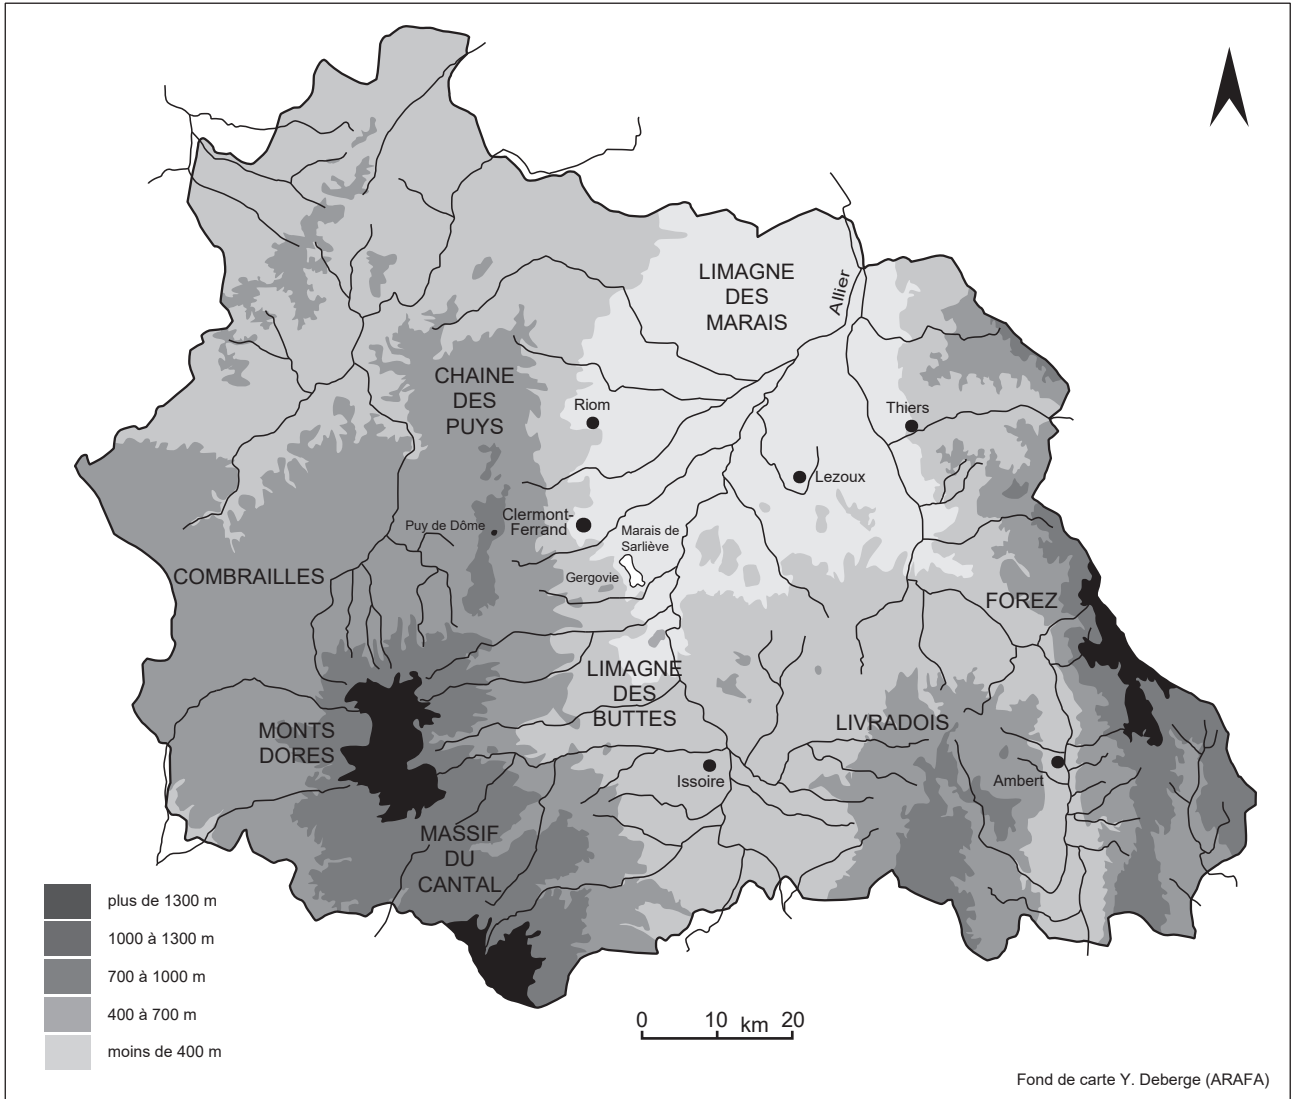 LIMAGNE
DES
MARAIS
Allier
CHAINE
DES
PUYS
Riom
Thiers
Lezoux
Clermont-
Ferrand
Puy de Dôme
Marais de
Sarliève
Gergovie
COMBRAILLES
FOREZ
LIMAGNE
DES
BUTTES
MONTS
DORES
LIVRADOIS
Issoire
Ambert
MASSIF
DU
CANTAL
plus de 1300 m
1000 à 1300 m
700 à 1000 m
400 à 700 m
moins de 400 m
0 10 km 20
Fond de carte Y. Deberge (ARAFA)